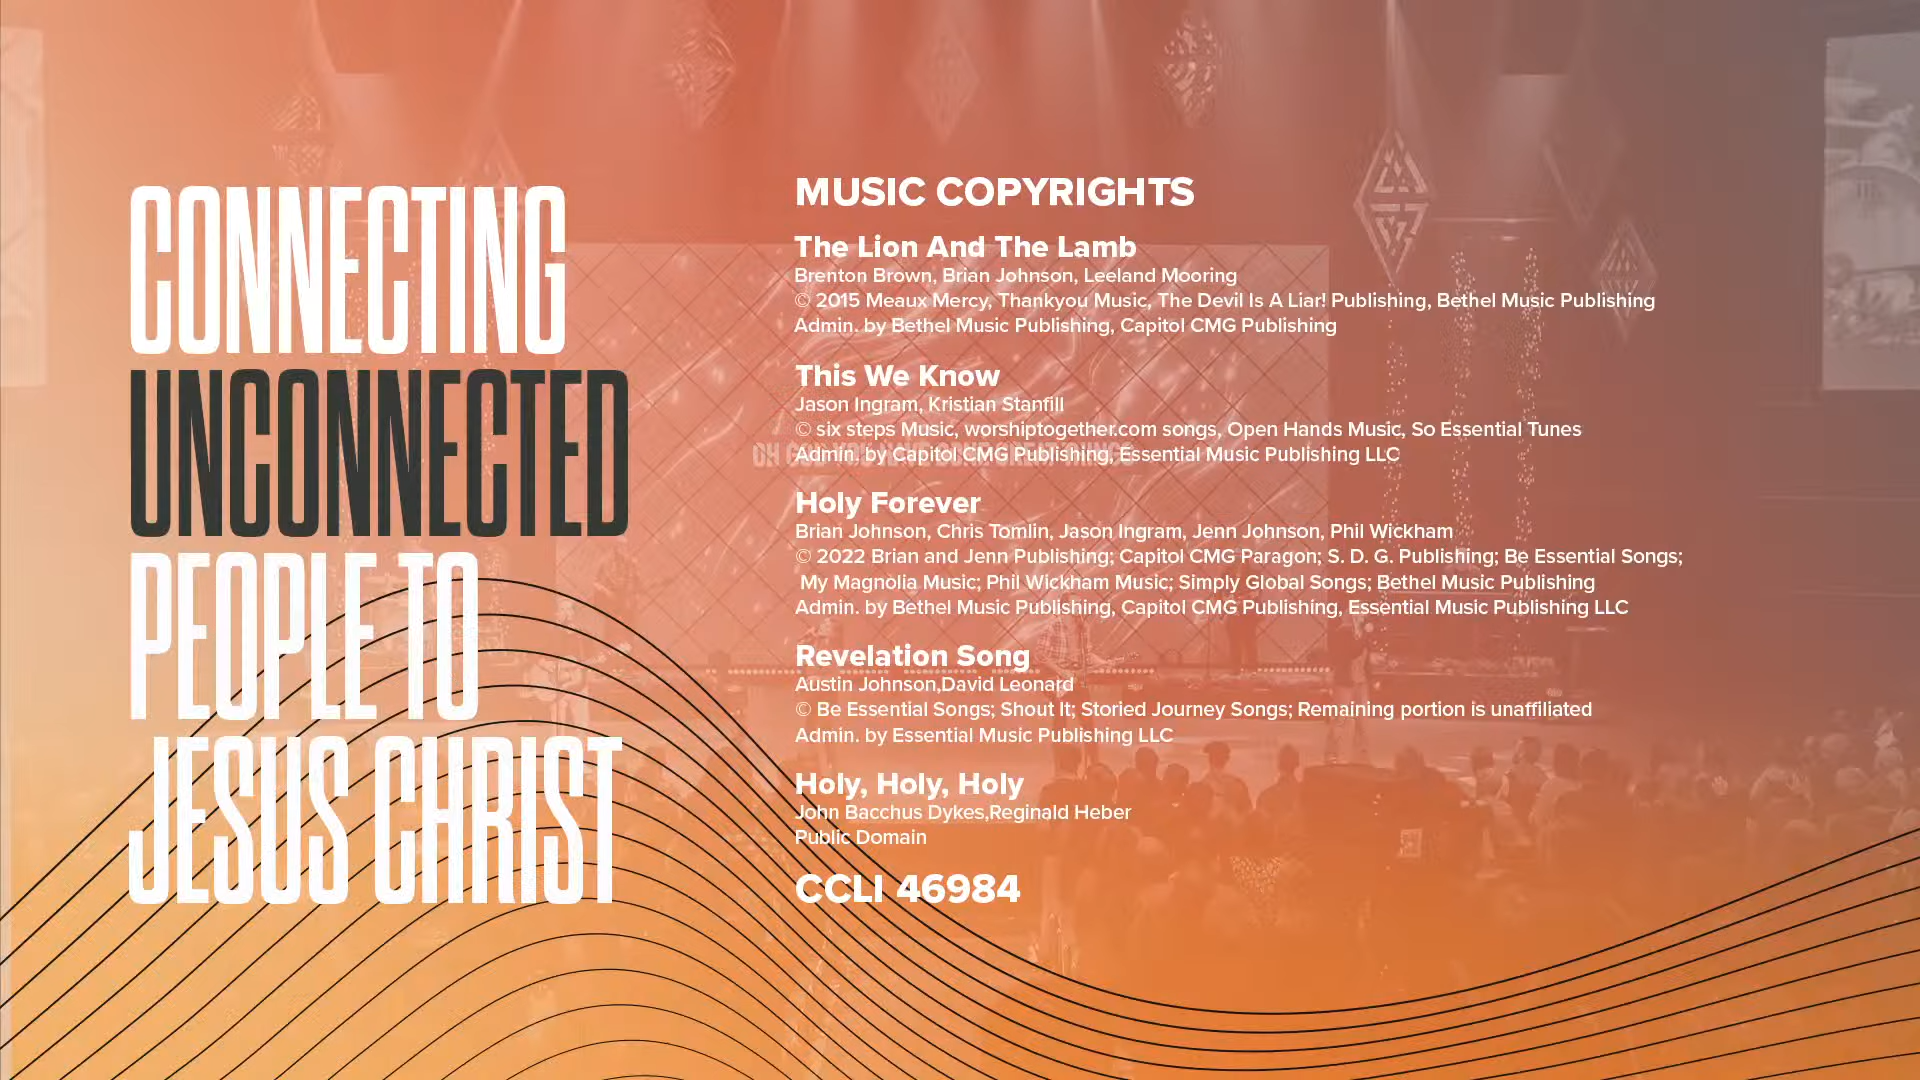 CONNECTING
UNCONNECTED
PEOPLE TO
JESUS CHRIST
MUSIC COPYRIGHTS
The Lion And The Lamb
Brenton Brown, Brian Johnson, Leeland Mooring
© 2015 Meaux Mercy, Thankyou Music, The Devil Is A Liar! Publishing, Bethel Music Publishing
Admin. by Bethel Music Publishing, Capitol CMG Publishing
This We Know
Jason Ingram, Kristian Stanfill
© six steps Music, worshiptogether.com songs, Open Hands Music, So Essential Tunes
Admin. by Capitol CMG Publishing, Essential Music Publishing LLC
Holy Forever
Brian Johnson, Chris Tomlin, Jason Ingram, Jenn Johnson, Phil Wickham
© 2022 Brian and Jenn Publishing; Capitol CMG Paragon; S. D. G. Publishing; Be Essential Songs;
My Magnolia Music; Phil Wickham Music; Simply Global Songs; Bethel Music Publishing
Admin. by Bethel Music Publishing, Capitol CMG Publishing, Essential Music Publishing LLC
Revelation Song
Austin Johnson,David Leonard
© Be Essential Songs; Shout It; Storied Journey Songs; Remaining portion is unaffiliated
Admin. by Essential Music Publishing LLC
Holy, Holy, Holy
John Bacchus Dykes,Reginald Heber
Public Domain
CCLI 46984